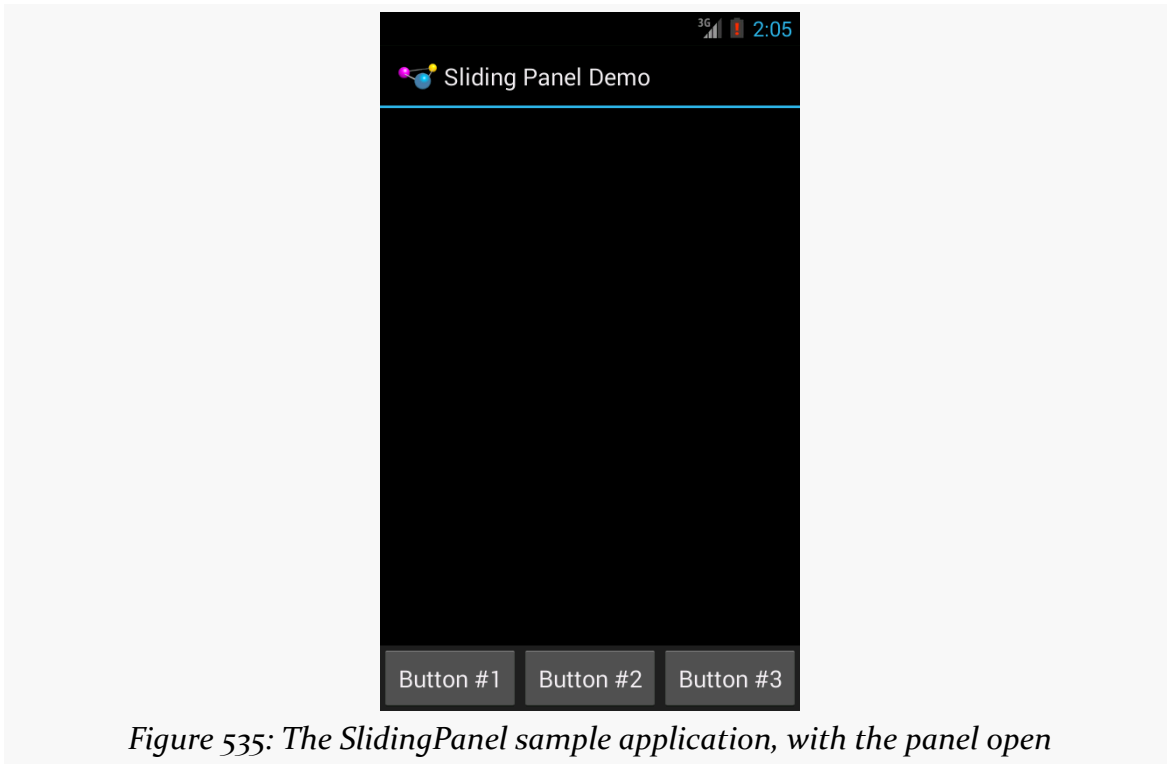 3G 2:05
Sliding Panel Demo
Button #1 Button #2 Button #3
Figure 535: The SlidingPanel sample application, with the panel open